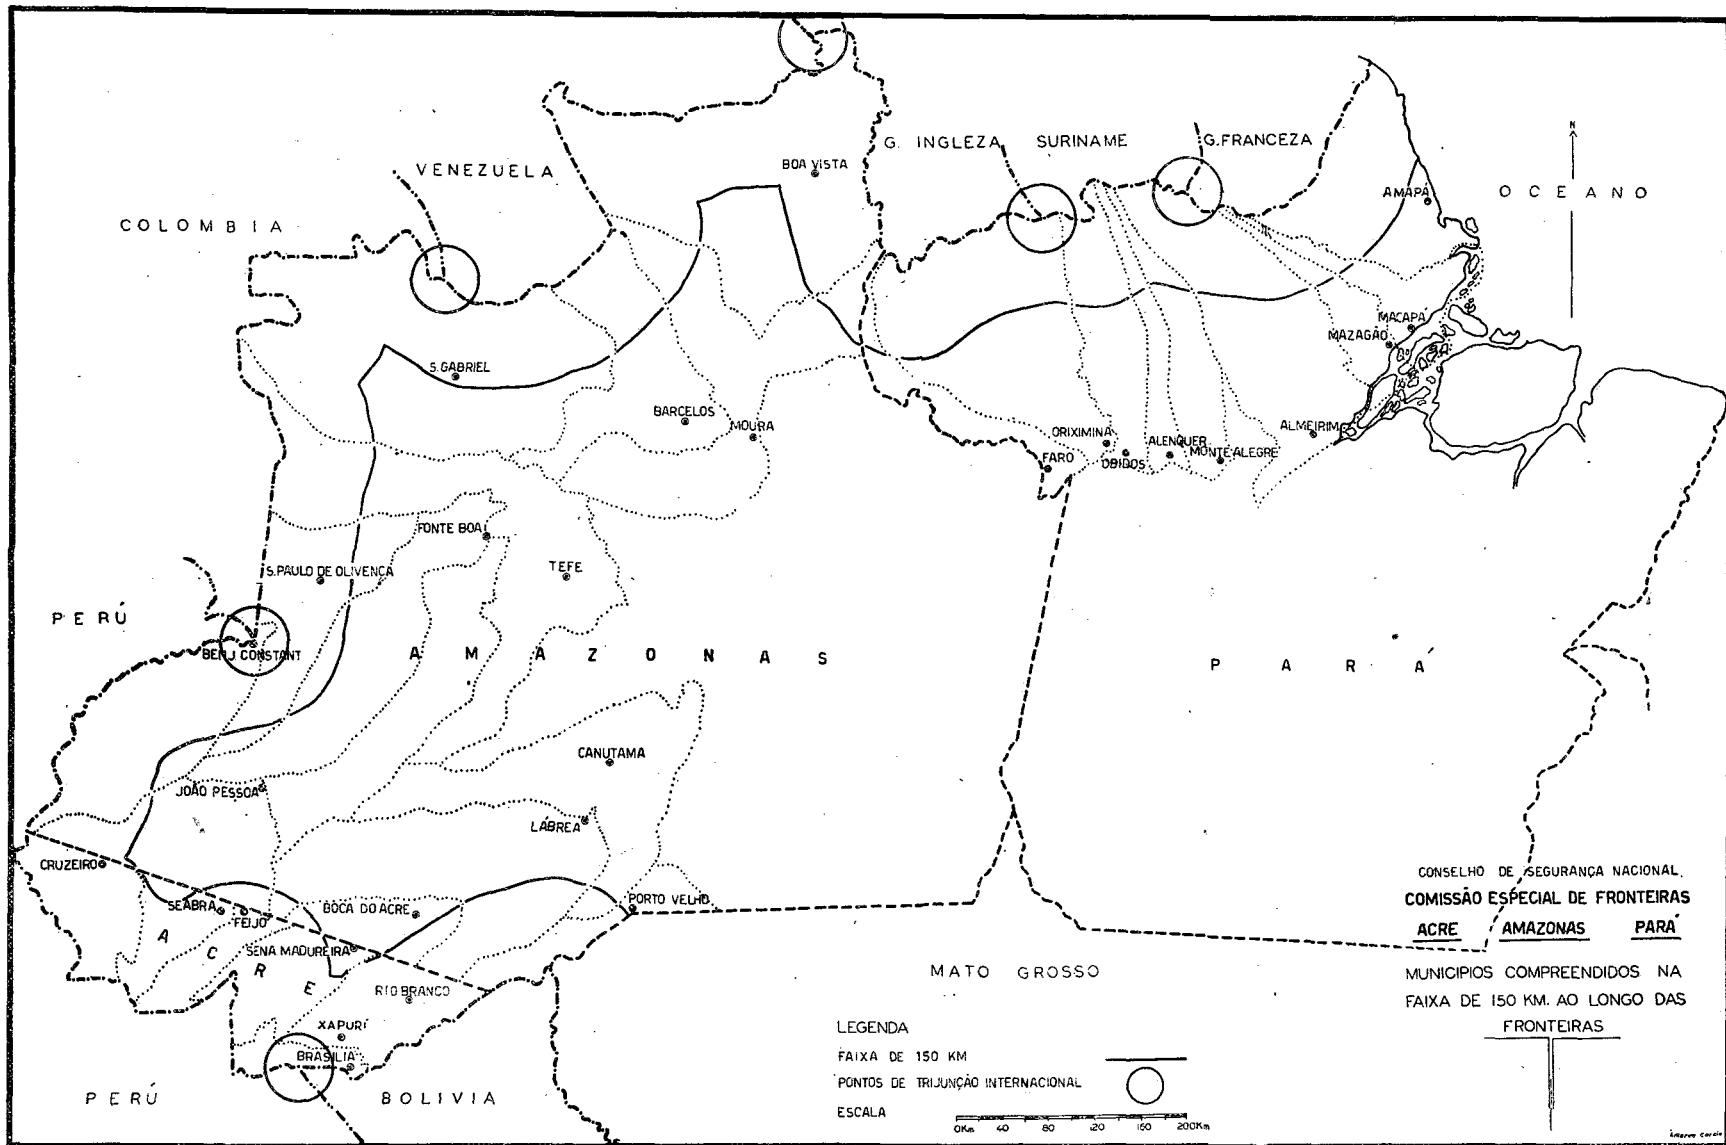 N
G. INGLEZA
SURINAME
G. FRANCEZA
BOA VISTA
VENEZUELA
AMAPÁ
OCEANO
COLOMBIA
MACAPÁ
MAZAGÃO
S. GABRIEL
BARCELOS
MOURA
ORIXIMINA
ALENQUER
ALMEIRIM
FARO
OBIDOS
MONTE ALEGRE
FONTE BOA
S. PAULO DE OLIVENÇA
TEFE
PERÚ
BENJ CONSTANT
AMAZONAS
PARÁ
CANUTAMA
JOÃO PESSOA
LÁBREA
CRUZEIRO
SEABRA
FEIJO
BOCA DO ACRE
PORTO VELHO
ACRE
SENA MADUREIRA
RIO BRANCO
XAPURÍ
BRASILIA
MATO GROSSO
PERÚ
BOLIVIA
CONSELHO DE SEGURANÇA NACIONAL
COMISSÃO ESPECIAL DE FRONTEIRAS
ACRE AMAZONAS PARÁ
MUNICIPIOS COMPREENDIDOS NA
FAIXA DE 150 KM. AO LONGO DAS
FRONTEIRAS
LEGENDA
FAIXA DE 150 KM
PONTOS DE TRIJUNÇÃO INTERNACIONAL
ESCALA
0Km 40 80 120 150 200Km